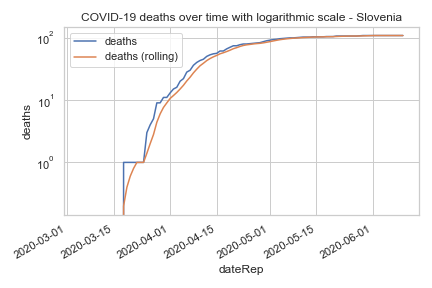 COVID-19 deaths over time with logarithmic scale - Slovenia
deaths
deaths (rolling)
10²
10¹
10⁰
deaths
2020-03-01
2020-03-15
2020-04-01
2020-04-15
2020-05-01
2020-05-15
2020-06-01
dateRep